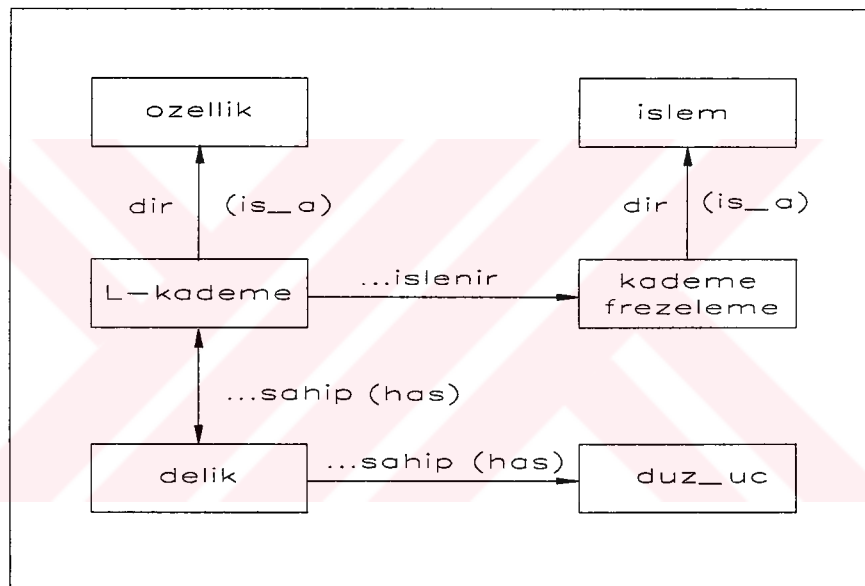 ozellik
islem
dir (is_a)
dir (is_a)
L-kademe
...islenir
kademe
frezeleme
...sahip (has)
delik
...sahip (has)
duz_uc